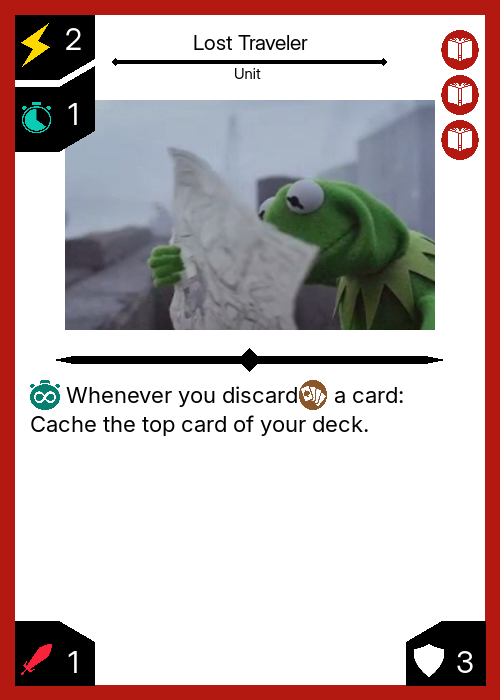 2
Lost Traveler
Unit
1
Whenever you discard a card:
Cache the top card of your deck.
1
3